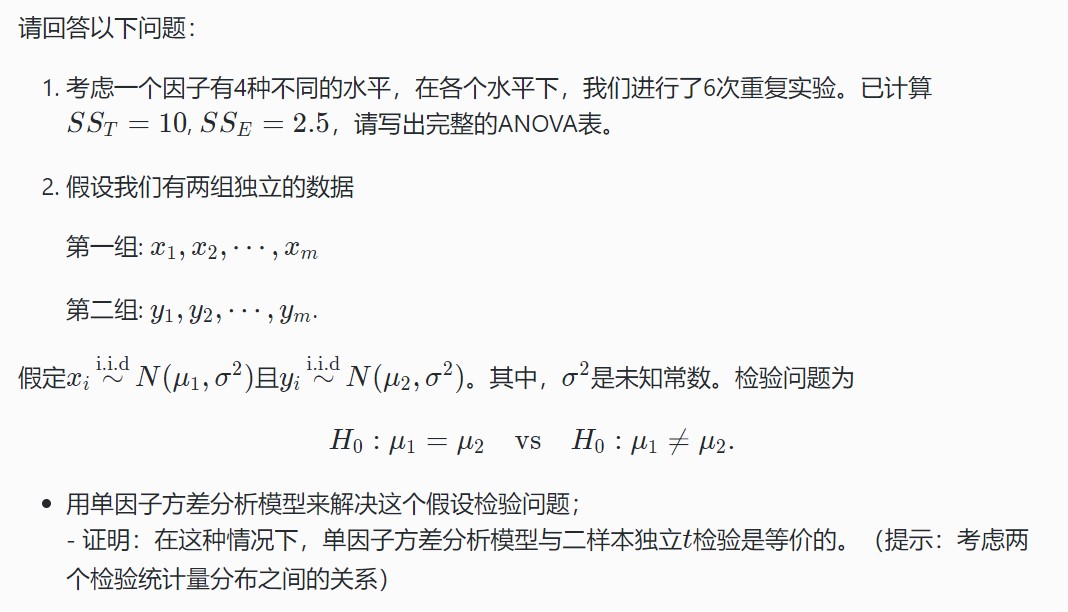 请回答以下问题：
1. 考虑一个因子有4种不同的水平，在各个水平下，我们进行了6次重复实验。已计算
$SS_T = 10$, $SS_E = 2.5$，请写出完整的ANOVA表。
2. 假设我们有两组独立的数据
第一组: $x_1, x_2, \cdots, x_m$
第二组: $y_1, y_2, \cdots, y_m$.
假定$x_i \overset{\text{i.i.d}}{\sim} N(\mu_1, \sigma^2)$且$y_i \overset{\text{i.i.d}}{\sim} N(\mu_2, \sigma^2)$。其中，$\sigma^2$是未知常数。检验问题为
$H_0 : \mu_1 = \mu_2 \quad \text{vs} \quad H_0 : \mu_1 \neq \mu_2.$
• 用单因子方差分析模型来解决这个假设检验问题；
- 证明：在这种情况下，单因子方差分析模型与二样本独立$t$检验是等价的。（提示：考虑两
个检验统计量分布之间的关系）